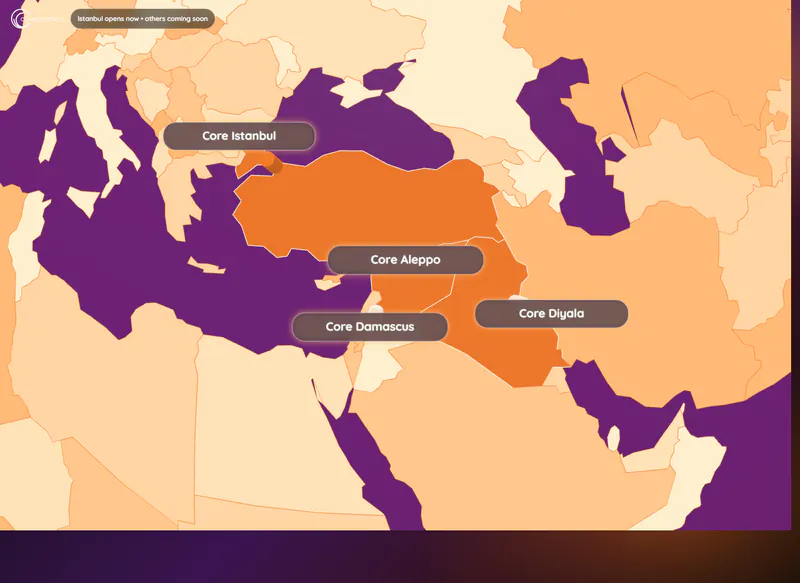 Istanbul opens now • others coming soon
Core Istanbul
Core Aleppo
Core Diyala
Core Damascus